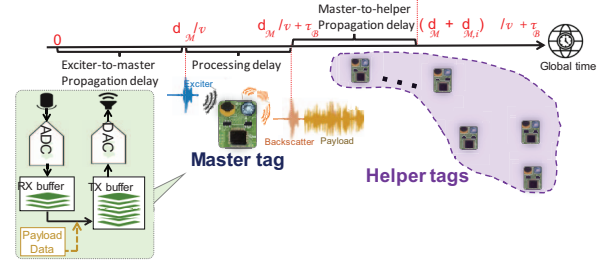 Master-to-helper
Propagation delay
0
d_M/v
d_M/v + τ_B
(d_M + d_{M,i}) /v + τ_B
Global time
Exciter-to-master
Propagation delay
Processing delay
Exciter
Backscatter
Payload
Master tag
Helper tags
ADC
DAC
RX buffer
TX buffer
Payload
Data